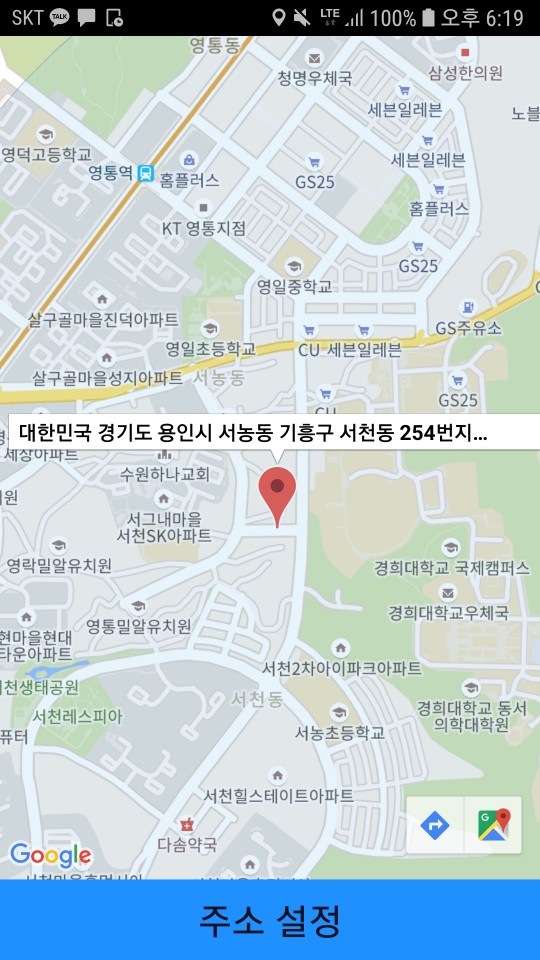 SKT TALK LTE 100% 오후 6:19
영통동
청명우체국
삼성한의원
세븐일레븐
노블
영덕고등학교
세븐일레븐
영통역
홈플러스
GS25
홈플러스
KT 영통지점
GS25
영일중학교
살구골마을진덕아파트
GS주유소
영일초등학교
CU 세븐일레븐
살구골마을성지아파트
서농동
GS25
CU
대한민국 경기도 용인시 서농동 기흥구 서천동 254번지...
세장아파트
수원하나교회
원
서그내마을
서천SK아파트
영락밀알유치원
경희대학교 국제캠퍼스
경희대학교우체국
영통밀알유치원
현마을현대
타운아파트
서천2차아이파크아파트
천생태공원
서천동
서천레스피아
경희대학교 동서
의학대학원
퓨터
서농초등학교
서천힐스테이트아파트
다솜약국
G
Google
주소 설정